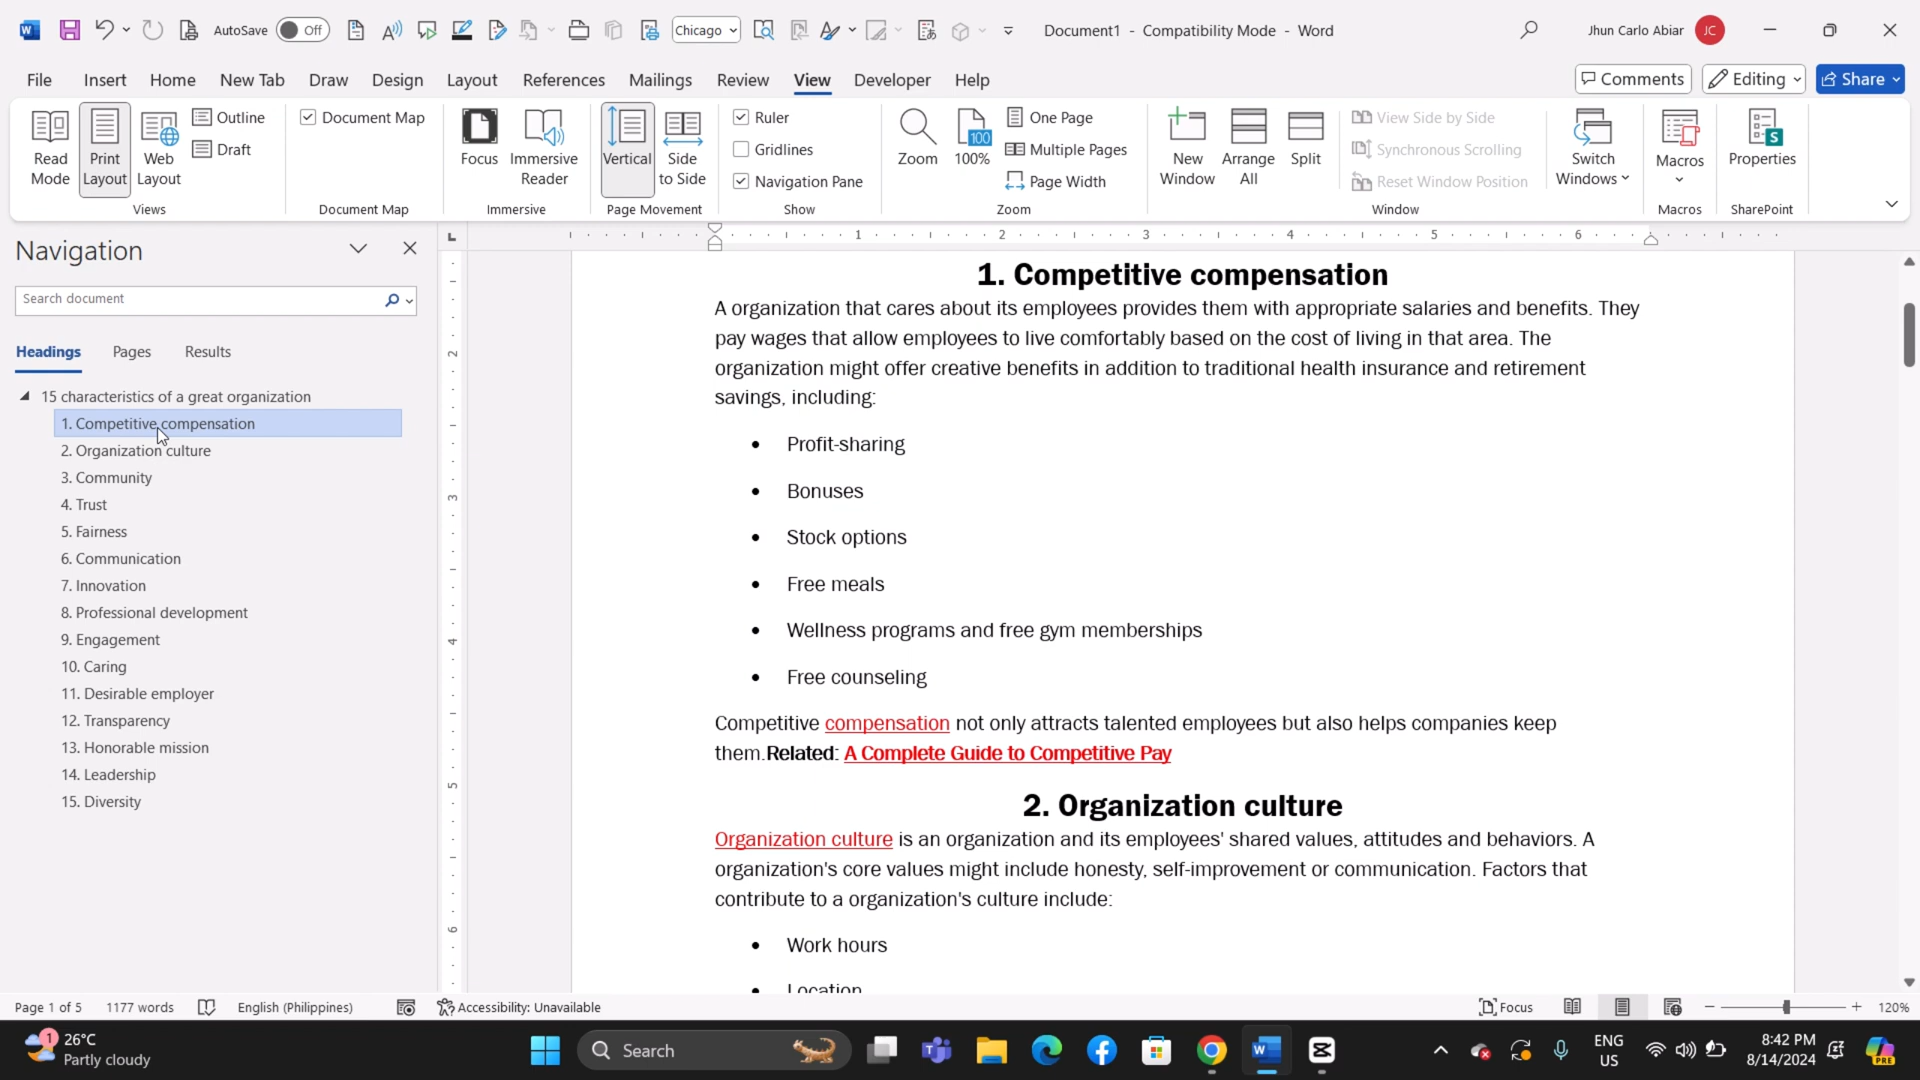 AutoSave Off Chicago Document1 - Compatibility Mode - Word Jhun Carlo Abiar JC
File Insert Home New Tab Draw Design Layout References Mailings Review View Developer Help Comments Editing Share
Read Mode
Print Layout
Web Layout
Outline
Draft
Views
Document Map
Document Map
Focus
Immersive Reader
Immersive
Vertical
Side to Side
Page Movement
Ruler
Gridlines
Navigation Pane
Show
Zoom
100
100%
One Page
Multiple Pages
Page Width
Zoom
New Window
Arrange All
Split
View Side by Side
Synchronous Scrolling
Reset Window Position
Switch Windows
Window
Macros
Macros
Properties
SharePoint
Navigation
Search document
Headings Pages Results
15 characteristics of a great organization
1. Competitive compensation
2. Organization culture
3. Community
4. Trust
5. Fairness
6. Communication
7. Innovation
8. Professional development
9. Engagement
10. Caring
11. Desirable employer
12. Transparency
13. Honorable mission
14. Leadership
15. Diversity
1 2 3 4 5 6
2
3
4
5
6
1. Competitive compensation
A organization that cares about its employees provides them with appropriate salaries and benefits. They
pay wages that allow employees to live comfortably based on the cost of living in that area. The
organization might offer creative benefits in addition to traditional health insurance and retirement
savings, including:
• Profit-sharing
• Bonuses
• Stock options
• Free meals
• Wellness programs and free gym memberships
• Free counseling
Competitive compensation not only attracts talented employees but also helps companies keep
them.Related: A Complete Guide to Competitive Pay
2. Organization culture
Organization culture is an organization and its employees' shared values, attitudes and behaviors. A
organization's core values might include honesty, self-improvement or communication. Factors that
contribute to a organization's culture include:
• Work hours
• Location
Page 1 of 5 1177 words English (Philippines) Accessibility: Unavailable Focus 120%
1
26°C
Partly cloudy
Search
ENG
US
8:42 PM
8/14/2024
PRE